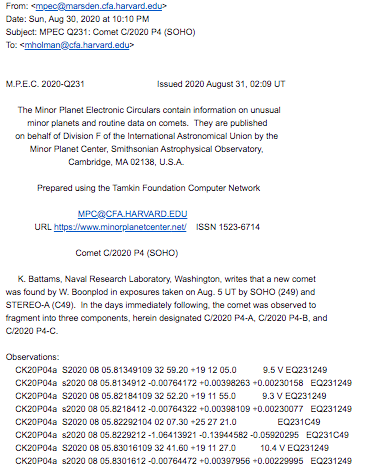 From: <mpec@marsden.cfa.harvard.edu>
Date: Sun, Aug 30, 2020 at 10:10 PM
Subject: MPEC Q231: Comet C/2020 P4 (SOHO)
To: <mholman@cfa.harvard.edu>
M.P.E.C. 2020-Q231 Issued 2020 August 31, 02:09 UT
The Minor Planet Electronic Circulars contain information on unusual
minor planets and routine data on comets. They are published
on behalf of Division F of the International Astronomical Union by the
Minor Planet Center, Smithsonian Astrophysical Observatory,
Cambridge, MA 02138, U.S.A.
Prepared using the Tamkin Foundation Computer Network
MPC@CFA.HARVARD.EDU
URL https://www.minorplanetcenter.net/ ISSN 1523-6714
Comet C/2020 P4 (SOHO)
K. Battams, Naval Research Laboratory, Washington, writes that a new comet
was found by W. Boonplod in exposures taken on Aug. 5 UT by SOHO (249) and
STEREO-A (C49). In the days immediately following, the comet was observed to
fragment into three components, herein designated C/2020 P4-A, C/2020 P4-B, and
C/2020 P4-C.
Observations:
CK20P04a S2020 08 05.81349109 32 59.20 +19 12 05.0 9.5 V EQ231249
CK20P04a s2020 08 05.8134912 -0.00764172 +0.00398263 +0.00230158 EQ231249
CK20P04a S2020 08 05.82184109 32 52.20 +19 11 55.0 9.3 V EQ231249
CK20P04a s2020 08 05.8218412 -0.00764322 +0.00398109 +0.00230077 EQ231249
CK20P04a S2020 08 05.82292104 02 07.30 +25 27 21.0 EQ231C49
CK20P04a s2020 08 05.8229212 -1.06413921 -0.13944582 -0.05920295 EQ231C49
CK20P04a S2020 08 05.83016109 32 41.60 +19 11 27.0 10.4 V EQ231249
CK20P04a s2020 08 05.8301612 -0.00764472 +0.00397956 +0.00229995 EQ231249